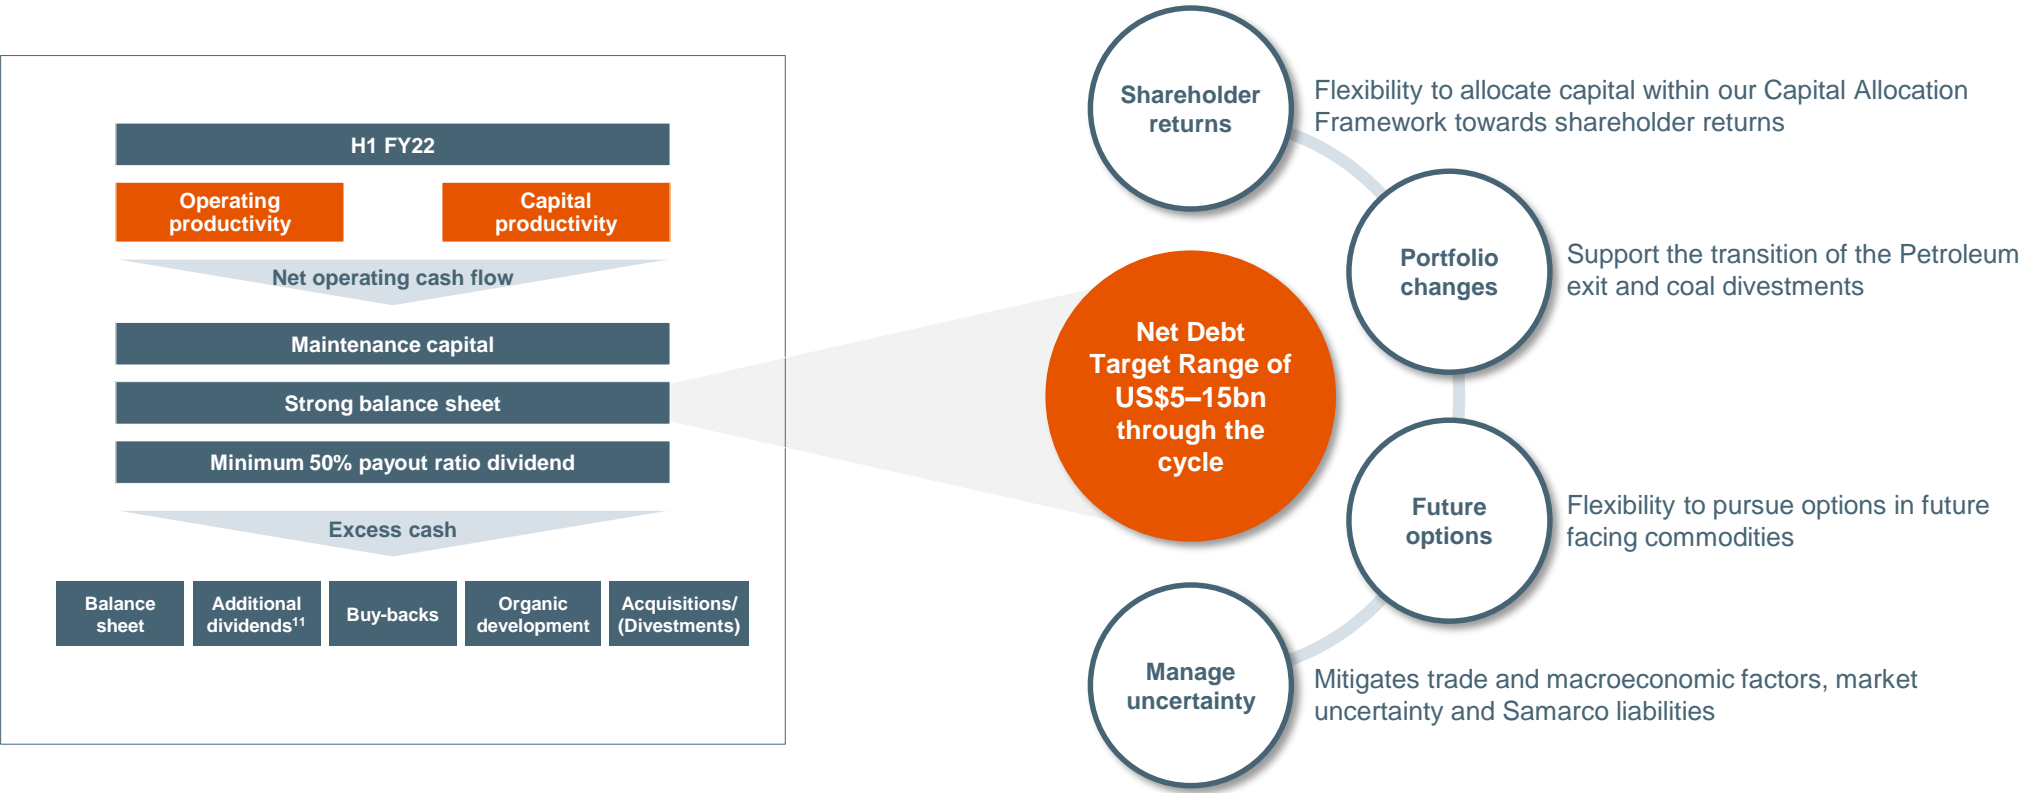 H1 FY22
Operating
productivity
Capital
productivity
Net operating cash flow
Maintenance capital
Strong balance sheet
Minimum 50% payout ratio dividend
Excess cash
Balance
sheet
Additional
dividends¹¹
Buy-backs
Organic
development
Acquisitions/
(Divestments)
Net Debt
Target Range of
US$5–15bn
through the
cycle
Shareholder
returns
Flexibility to allocate capital within our Capital Allocation
Framework towards shareholder returns
Portfolio
changes
Support the transition of the Petroleum
exit and coal divestments
Future
options
Flexibility to pursue options in future
facing commodities
Manage
uncertainty
Mitigates trade and macroeconomic factors, market
uncertainty and Samarco liabilities